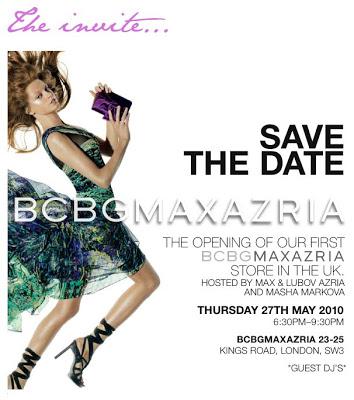 The invite...
SAVE
THE DATE
BCBGMAXAZRIA
THE OPENING OF OUR FIRST
BCBGMAXAZRIA
STORE IN THE UK.
HOSTED BY MAX & LUBOV AZRIA
AND MASHA MARKOVA
THURSDAY 27TH MAY 2010
6:30PM–9:30PM
BCBGMAXAZRIA 23-25
KINGS ROAD, LONDON, SW3
*GUEST DJ'S*